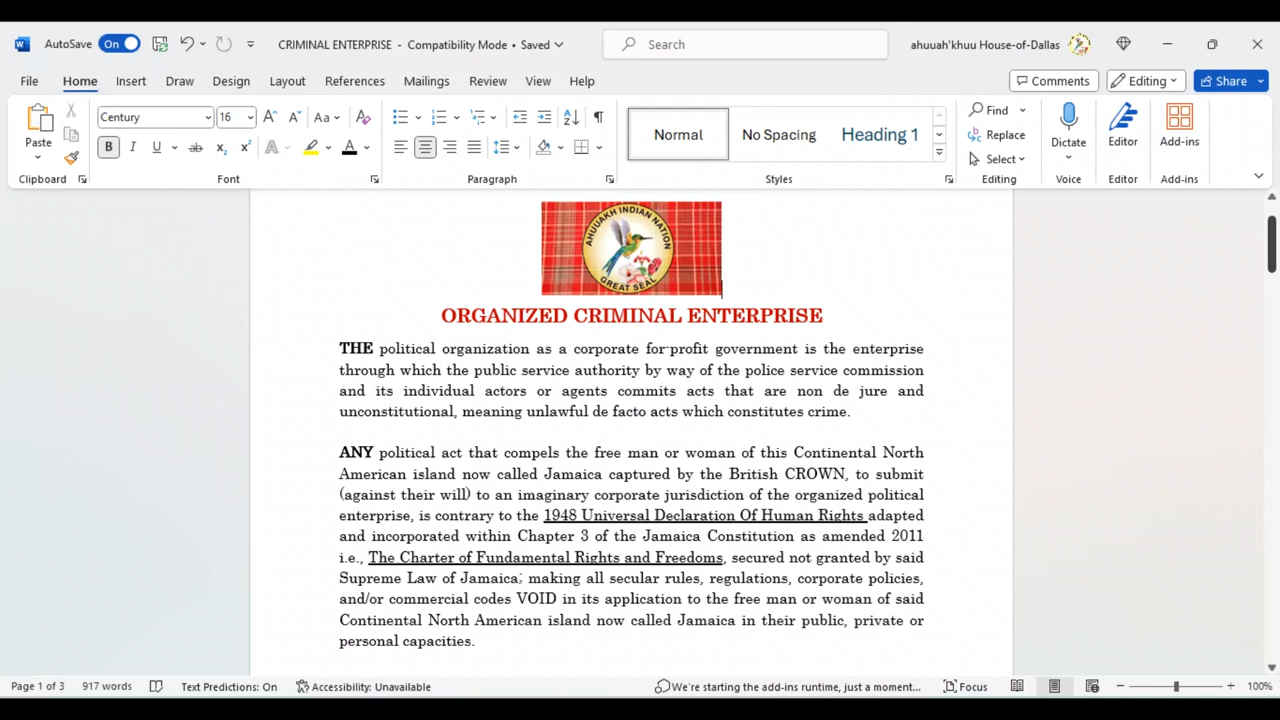 AutoSave On CRIMINAL ENTERPRISE - Compatibility Mode • Saved Search ahuuah'khuu House-of-Dallas
File Home Insert Draw Design Layout References Mailings Review View Help Comments Editing Share
Century 16 Aa Find
Paste Normal No Spacing Heading 1 Replace Dictate Editor Add-ins
B I U ab x₂ x² A A Select
Clipboard Font Paragraph Styles Editing Voice Editor Add-ins
AHUUAKH INDIAN NATION
GREAT SEAL
ORGANIZED CRIMINAL ENTERPRISE
THE political organization as a corporate for-profit government is the enterprise
through which the public service authority by way of the police service commission
and its individual actors or agents commits acts that are non de jure and
unconstitutional, meaning unlawful de facto acts which constitutes crime.
ANY political act that compels the free man or woman of this Continental North
American island now called Jamaica captured by the British CROWN, to submit
(against their will) to an imaginary corporate jurisdiction of the organized political
enterprise, is contrary to the 1948 Universal Declaration Of Human Rights adapted
and incorporated within Chapter 3 of the Jamaica Constitution as amended 2011
i.e., The Charter of Fundamental Rights and Freedoms, secured not granted by said
Supreme Law of Jamaica; making all secular rules, regulations, corporate policies,
and/or commercial codes VOID in its application to the free man or woman of said
Continental North American island now called Jamaica in their public, private or
personal capacities.
Page 1 of 3 917 words Text Predictions: On Accessibility: Unavailable We're starting the add-ins runtime, just a moment... Focus 100%